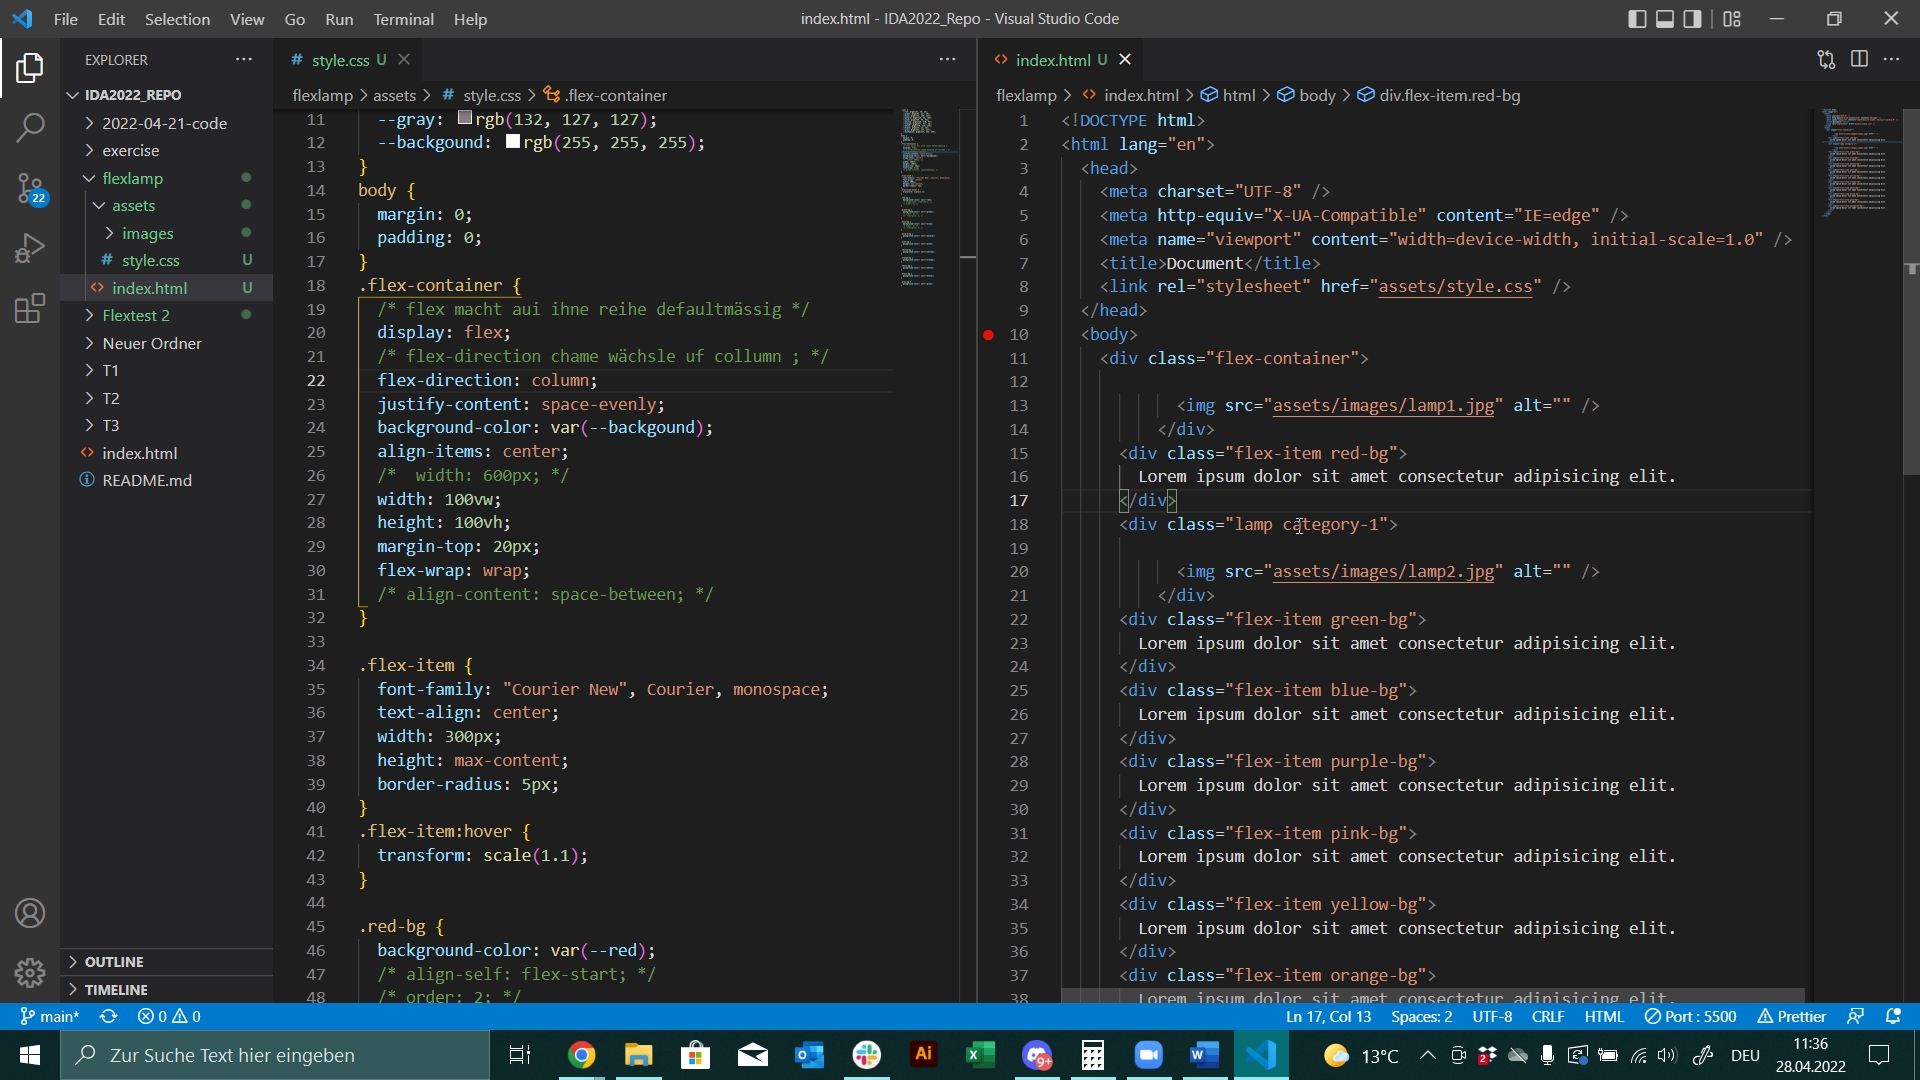 File Edit Selection View Go Run Terminal Help
index.html - IDA2022_Repo - Visual Studio Code
EXPLORER
IDA2022_REPO
2022-04-21-code
exercise
flexlamp
assets
images
# style.css U
<> index.html U
Flextest 2
Neuer Ordner
T1
T2
T3
<> index.html
README.md
OUTLINE
TIMELINE
22
# style.css U
flexlamp > assets > # style.css > .flex-container
11 --gray: rgb(132, 127, 127);
12 --backgound: rgb(255, 255, 255);
13 }
14 body {
15 margin: 0;
16 padding: 0;
17 }
18 .flex-container {
19 /* flex macht aui ihne reihe defaultmässig */
20 display: flex;
21 /* flex-direction chame wächsle uf collumn ; */
22 flex-direction: column;
23 justify-content: space-evenly;
24 background-color: var(--backgound);
25 align-items: center;
26 /*  width: 600px; */
27 width: 100vw;
28 height: 100vh;
29 margin-top: 20px;
30 flex-wrap: wrap;
31 /* align-content: space-between; */
32 }
33
34 .flex-item {
35 font-family: "Courier New", Courier, monospace;
36 text-align: center;
37 width: 300px;
38 height: max-content;
39 border-radius: 5px;
40 }
41 .flex-item:hover {
42 transform: scale(1.1);
43 }
44
45 .red-bg {
46 background-color: var(--red);
47 /* align-self: flex-start; */
48 /* order: 2; */
<> index.html U
flexlamp > <> index.html > html > body > div.flex-item.red-bg
1 <!DOCTYPE html>
2 <html lang="en">
3 <head>
4 <meta charset="UTF-8" />
5 <meta http-equiv="X-UA-Compatible" content="IE=edge" />
6 <meta name="viewport" content="width=device-width, initial-scale=1.0" />
7 <title>Document</title>
8 <link rel="stylesheet" href="assets/style.css" />
9 </head>
10 <body>
11 <div class="flex-container">
12
13 <img src="assets/images/lamp1.jpg" alt="" />
14 </div>
15 <div class="flex-item red-bg">
16 Lorem ipsum dolor sit amet consectetur adipisicing elit.
17 </div>
18 <div class="lamp category-1">
19
20 <img src="assets/images/lamp2.jpg" alt="" />
21 </div>
22 <div class="flex-item green-bg">
23 Lorem ipsum dolor sit amet consectetur adipisicing elit.
24 </div>
25 <div class="flex-item blue-bg">
26 Lorem ipsum dolor sit amet consectetur adipisicing elit.
27 </div>
28 <div class="flex-item purple-bg">
29 Lorem ipsum dolor sit amet consectetur adipisicing elit.
30 </div>
31 <div class="flex-item pink-bg">
32 Lorem ipsum dolor sit amet consectetur adipisicing elit.
33 </div>
34 <div class="flex-item yellow-bg">
35 Lorem ipsum dolor sit amet consectetur adipisicing elit.
36 </div>
37 <div class="flex-item orange-bg">
38 Lorem ipsum dolor sit amet consectetur adipisicing elit.
main* 0 0 Ln 17, Col 13 Spaces: 2 UTF-8 CRLF HTML Port : 5500 Prettier
Zur Suche Text hier eingeben
Ai
9+
13°C
2
DEU
11:36
28.04.2022